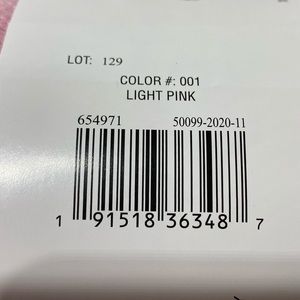 LOT: 129
COLOR #: 001
LIGHT PINK
654971 50099-2020-11
1 91518 36348 7